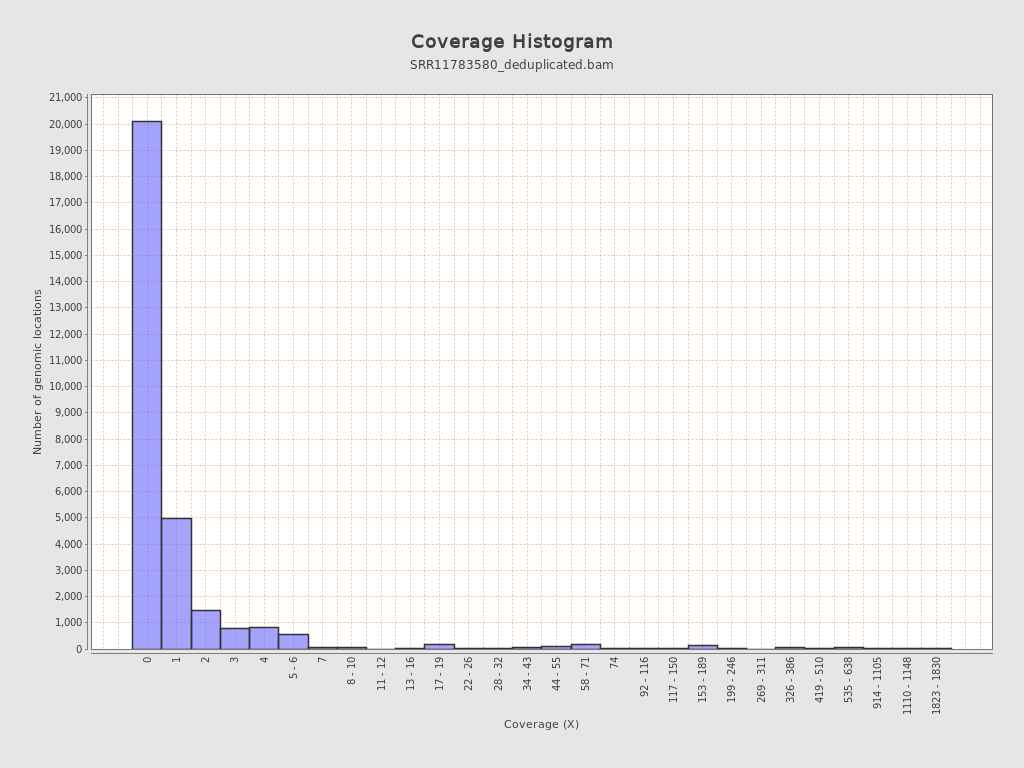 Coverage Histogram
SRR11783580_deduplicated.bam
21,000
20,000
19,000
18,000
17,000
16,000
15,000
14,000
13,000
12,000
11,000
10,000
9,000
8,000
7,000
6,000
5,000
4,000
3,000
2,000
1,000
0
Number of genomic locations
0
1
2
3
4
5 - 6
7
8 - 10
11 - 12
13 - 16
17 - 19
22 - 26
28 - 32
34 - 43
44 - 55
58 - 71
74
92 - 116
117 - 150
153 - 189
199 - 246
269 - 311
326 - 386
419 - 510
535 - 638
914 - 1105
1110 - 1148
1823 - 1830
Coverage (X)